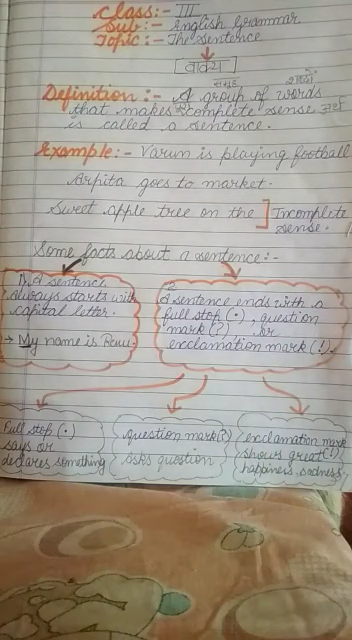 Class:- III
Sub:- English Grammar
Topic:- The sentence
वाक्य
समूह शब्दों
Definition:- A group of words
that makes a complete sense अर्थ
is called a sentence.
Example:- Varun is playing football
Arpita goes to market.
Sweet apple tree on the ] Incomplete
sense.
Some facts about a sentence:-
1. A sentence
always starts with
capital letter.
→ My name is Renu.
2
A sentence ends with a
full stop (.), question
mark (?) or
exclamation mark (!).
Full stop (.)
says or
declares something
question mark(?)
asks question
exclamation mark
shows great(!)
happiness, sadness